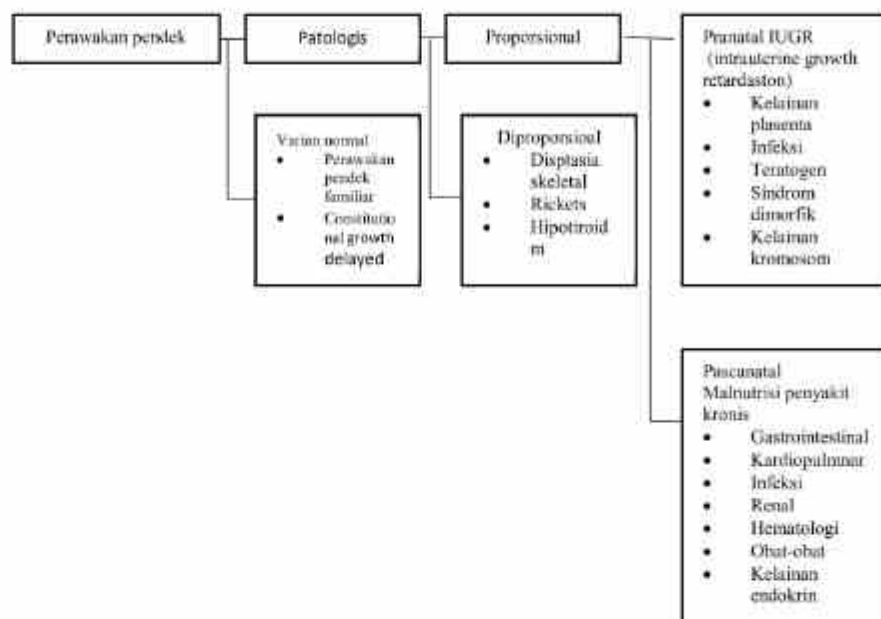 Perawakan pendek
Patologis
Proporsional
Pranatal IUGR
(intrauterine growth
retardaston)
• Kelainan
plasenta
• Infeksi
• Teratogen
• Sindrom
dimorfik
• Kelainan
kromosom
Varian normal
• Perawakan
pendek
familiar
• Constitutio
nal growth
delayed
Diproporsioal
• Disptasia
skeletal
• Rickets
• Hipotiroid
m
Pascanatal
Malnutrisi penyakit
kronis
• Gastrointestinal
• Kardiopalmnar
• Infeksi
• Renal
• Hematologi
• Obat-obat
• Kelainan
endokrin